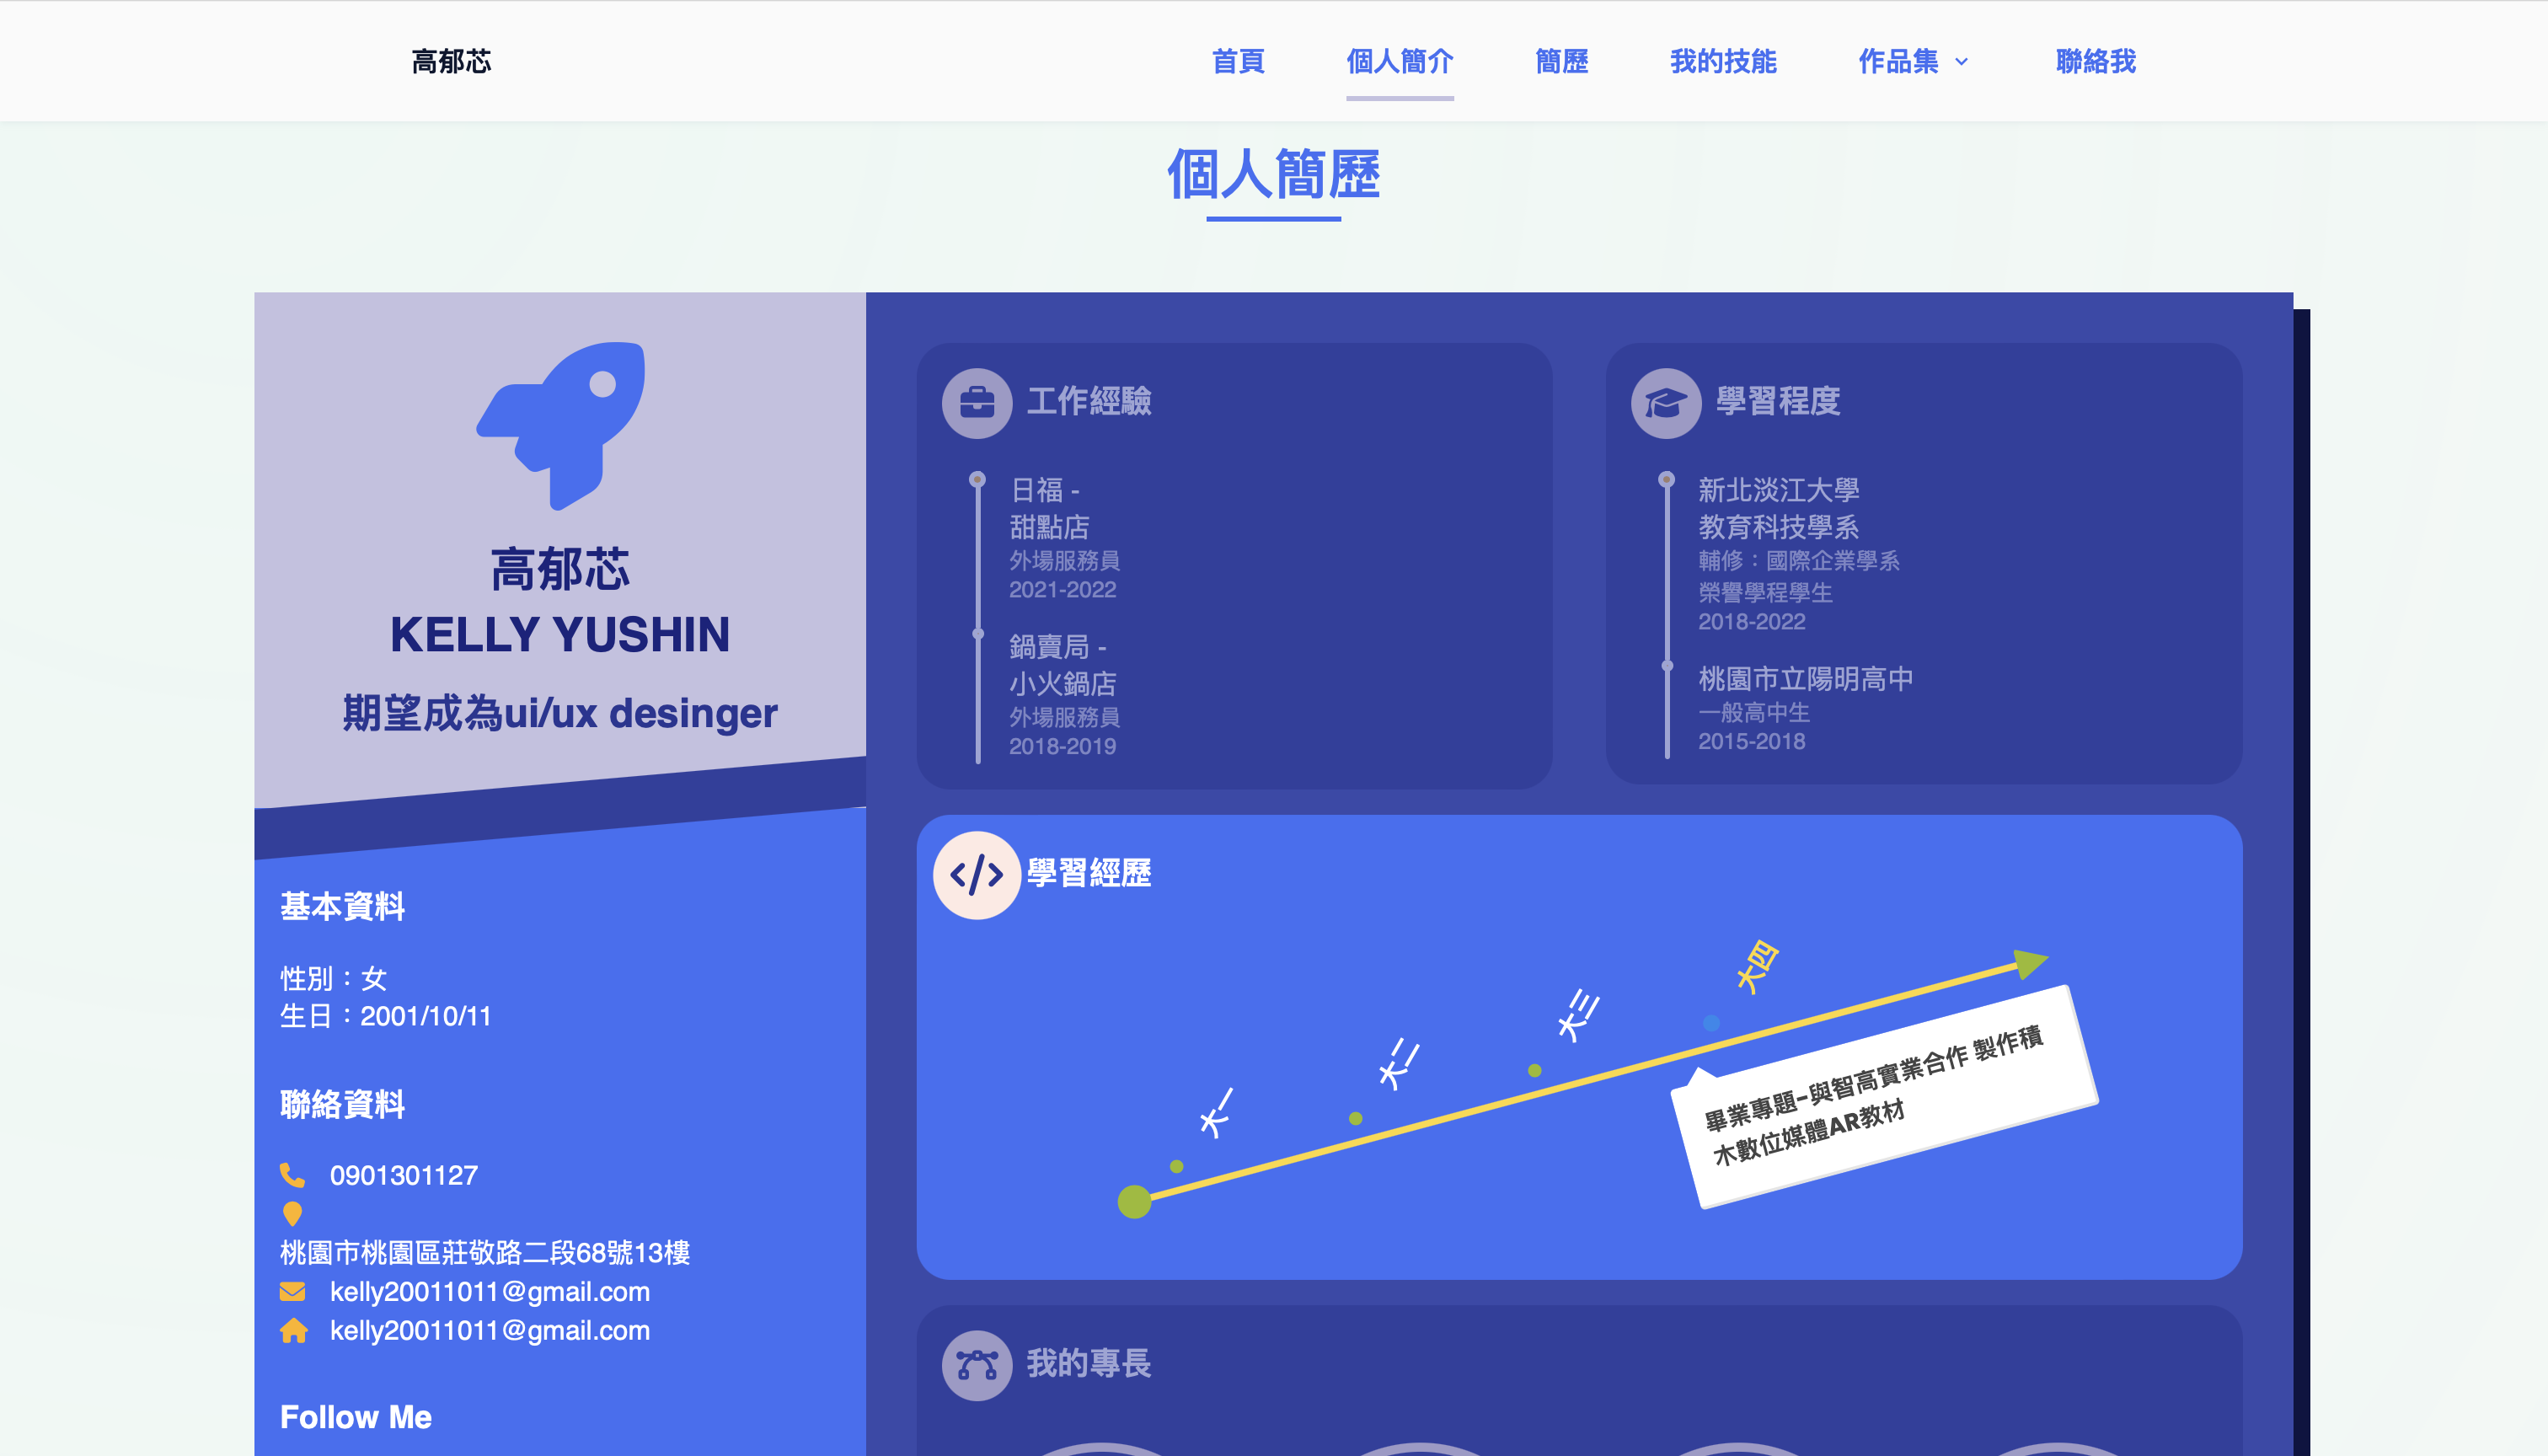 高郁芯
首頁 個人簡介 簡歷 我的技能 作品集 聯絡我
個人簡歷
高郁芯
KELLY YUSHIN
期望成為ui/ux desinger
基本資料
性別：女
生日：2001/10/11
聯絡資料
0901301127
桃園市桃園區莊敬路二段68號13樓
kelly20011011@gmail.com
kelly20011011@gmail.com
Follow Me
工作經驗
日福 -
甜點店
外場服務員
2021-2022
鍋賣局 -
小火鍋店
外場服務員
2018-2019
學習程度
新北淡江大學
教育科技學系
輔修：國際企業學系
榮譽學程學生
2018-2022
桃園市立陽明高中
一般高中生
2015-2018
學習經歷
大一
大二
大三
大四
畢業專題-與智高實業合作 製作積
木數位媒體AR教材
我的專長